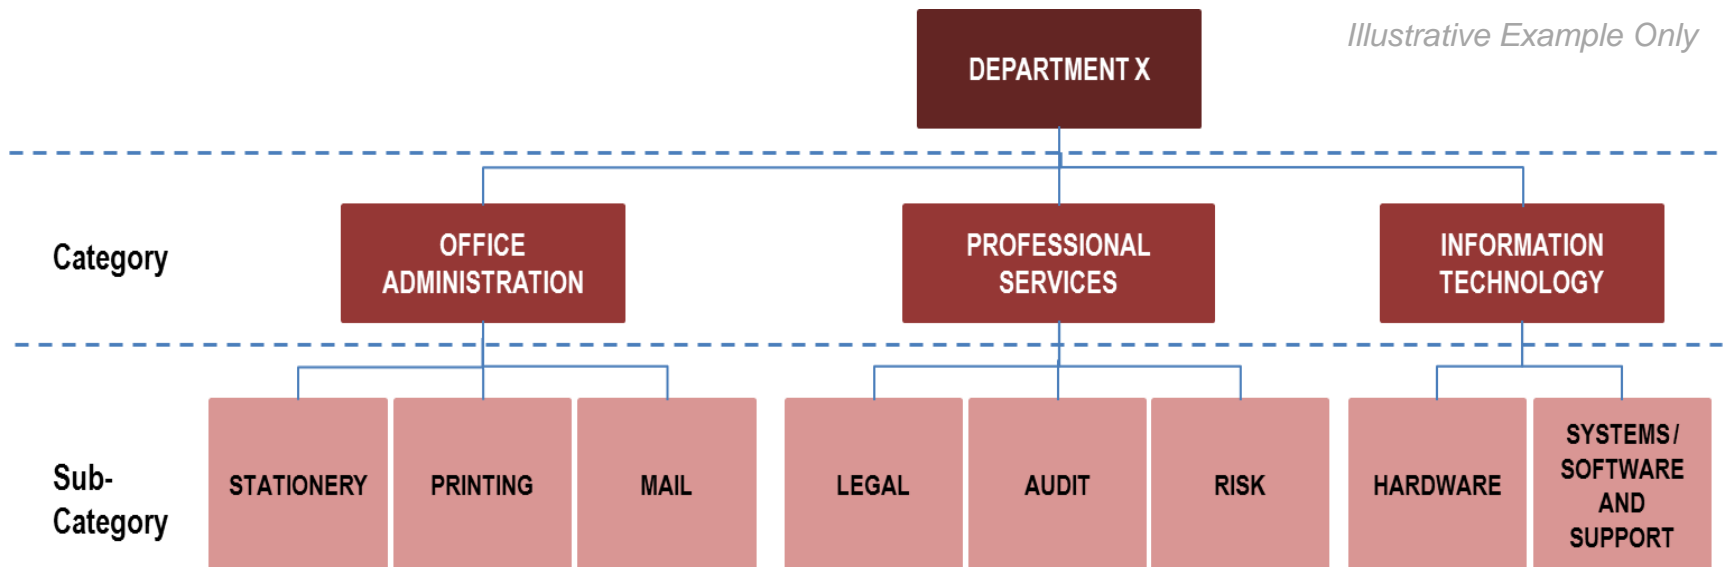 Illustrative Example Only
DEPARTMENT X
Category
OFFICE
ADMINISTRATION
PROFESSIONAL
SERVICES
INFORMATION
TECHNOLOGY
Sub-
Category
STATIONERY
PRINTING
MAIL
LEGAL
AUDIT
RISK
HARDWARE
SYSTEMS /
SOFTWARE
AND
SUPPORT